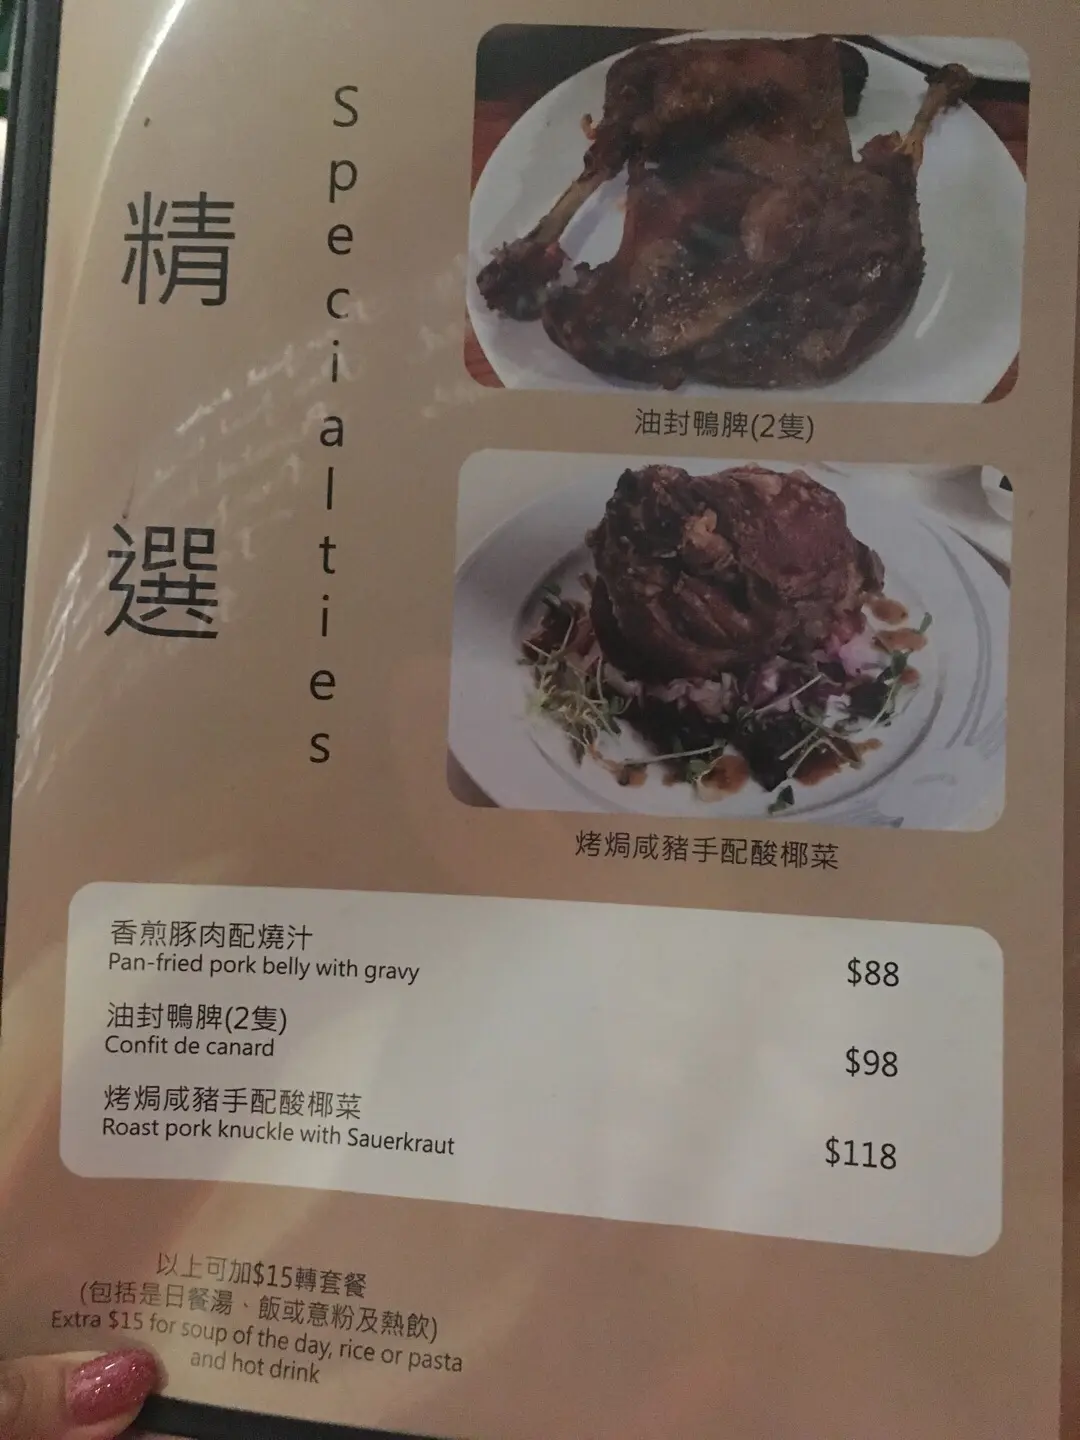 精選
Specialties
油封鴨脾(2隻)
烤焗咸豬手配酸椰菜
香煎豚肉配燒汁
Pan-fried pork belly with gravy
$88
油封鴨脾(2隻)
Confit de canard
$98
烤焗咸豬手配酸椰菜
Roast pork knuckle with Sauerkraut
$118
以上可加$15轉套餐
(包括是日餐湯、飯或意粉及熱飲)
Extra $15 for soup of the day, rice or pasta
and hot drink